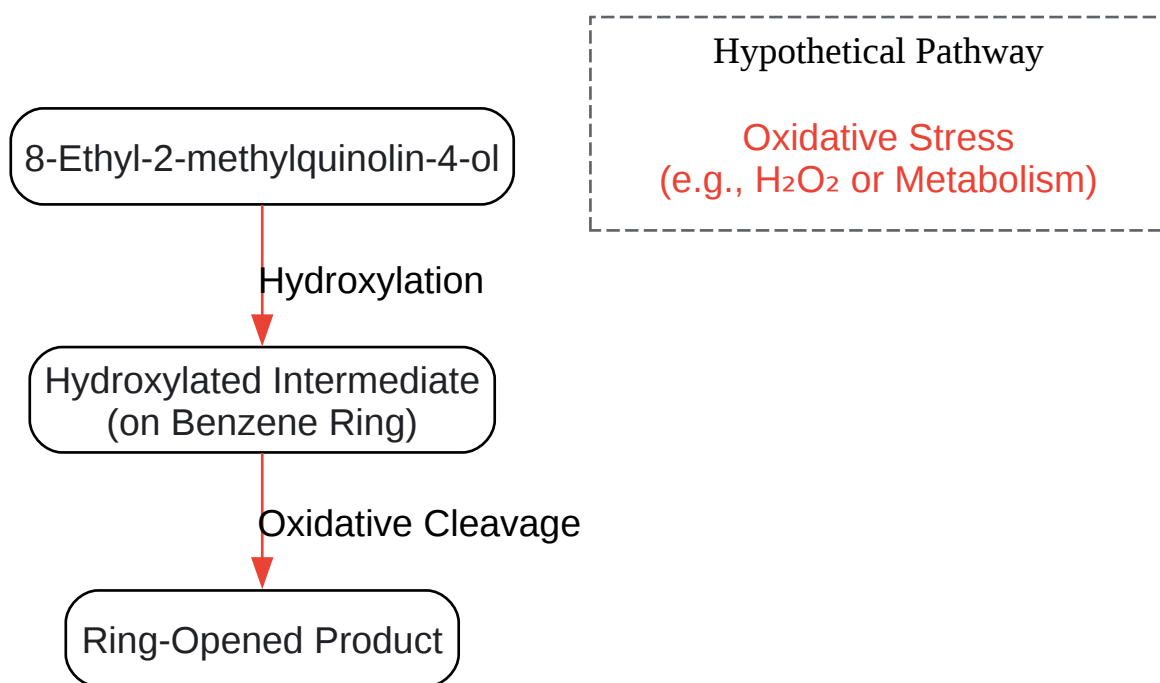 Hypothetical Pathway
Oxidative Stress
(e.g., H₂O₂ or Metabolism)
8-Ethyl-2-methylquinolin-4-ol
Hydroxylation
Hydroxylated Intermediate
(on Benzene Ring)
Oxidative Cleavage
Ring-Opened Product